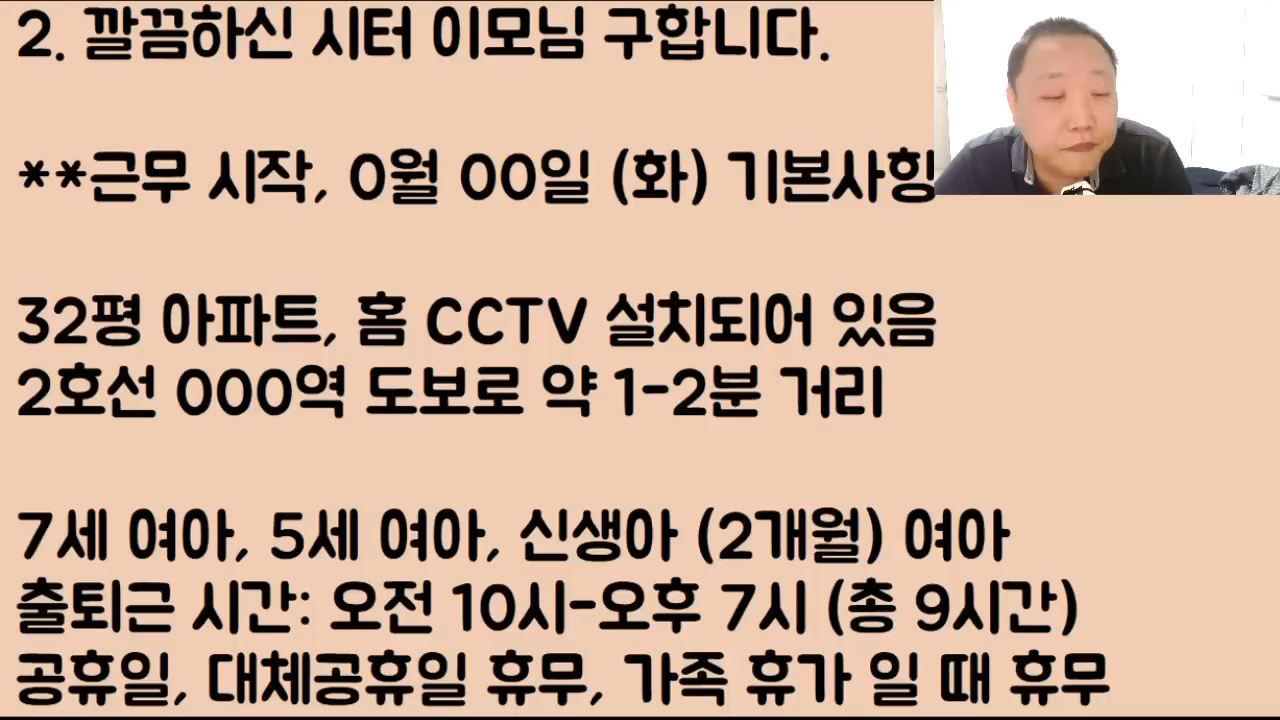 2. 깔끔하신 시터 이모님 구합니다.
**근무 시작, 0월 00일 (화) 기본사항
32평 아파트, 홈 CCTV 설치되어 있음
2호선 000역 도보로 약 1-2분 거리
7세 여아, 5세 여아, 신생아 (2개월) 여아
출퇴근 시간: 오전 10시-오후 7시 (총 9시간)
공휴일, 대체공휴일 휴무, 가족 휴가 일 때 휴무